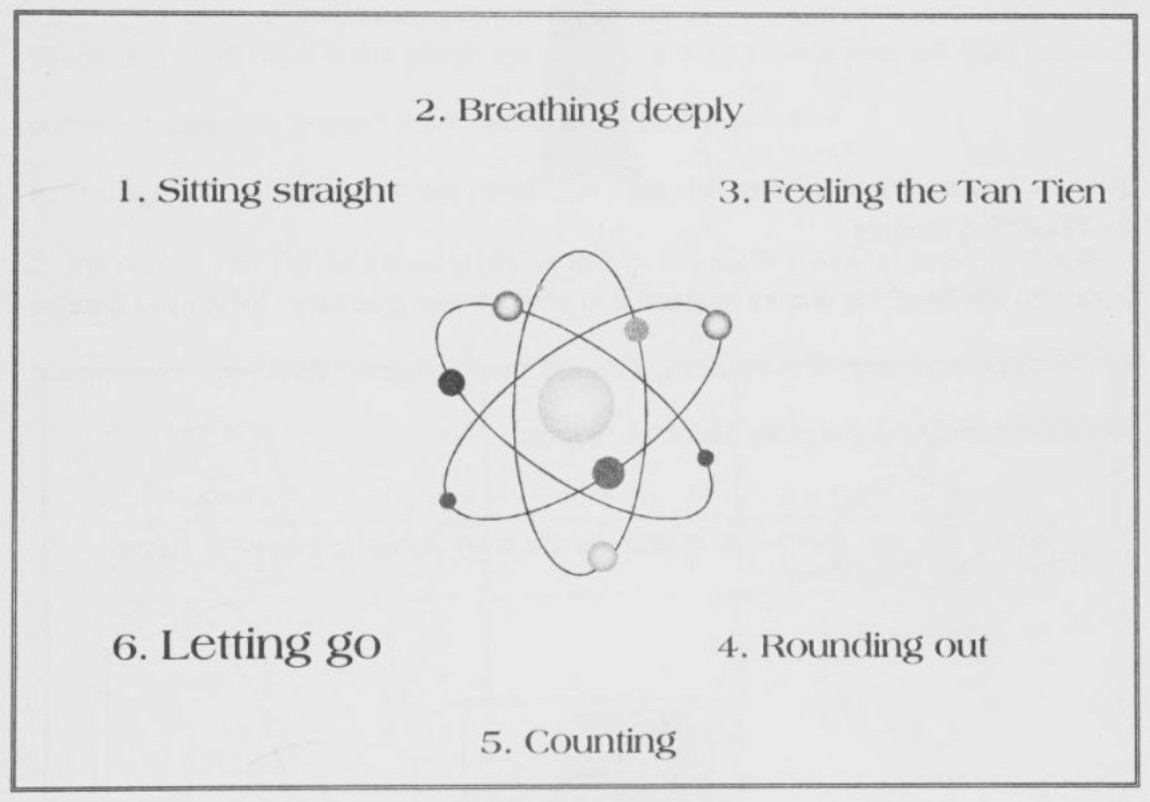 1. Sitting straight
2. Breathing deeply
3. Feeling the Tan Tien
4. Rounding out
5. Counting
6. Letting go